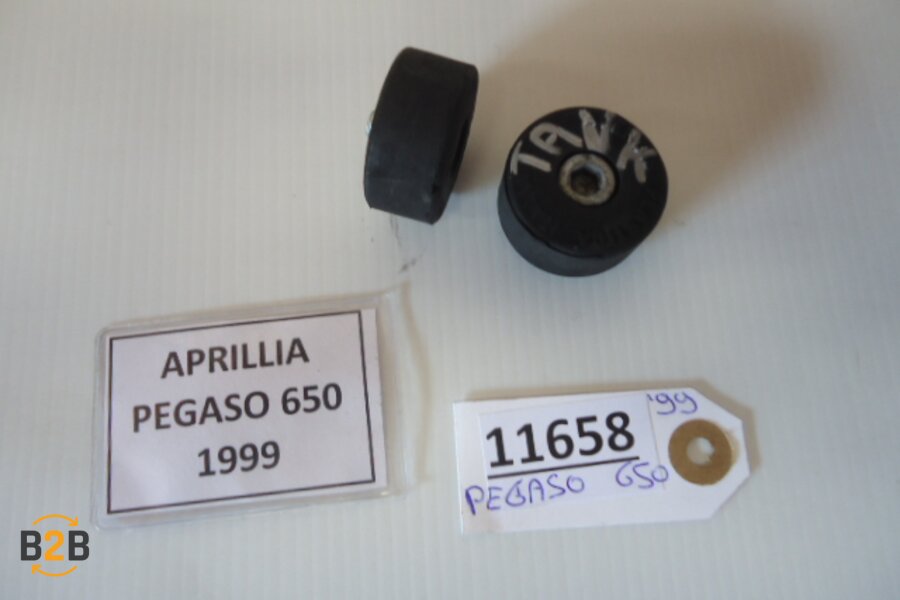 TANK
APRILLIA
PEGASO 650
1999
'99
11658
PEGASO 650
B2B